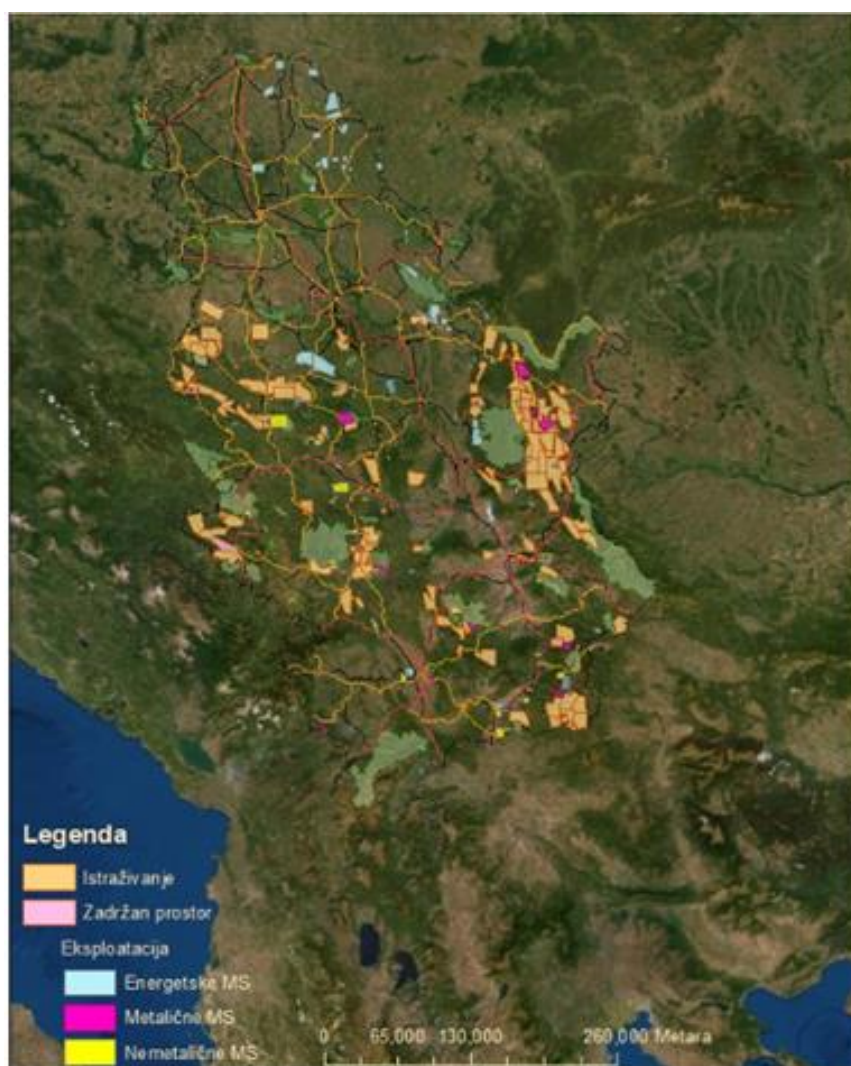 Legenda
Istraživanje
Zadržan prostor
Eksploatacija
Energetske MS
Metalične MS
Nemetalične MS
0 65,000 130,000 260,000 Metara